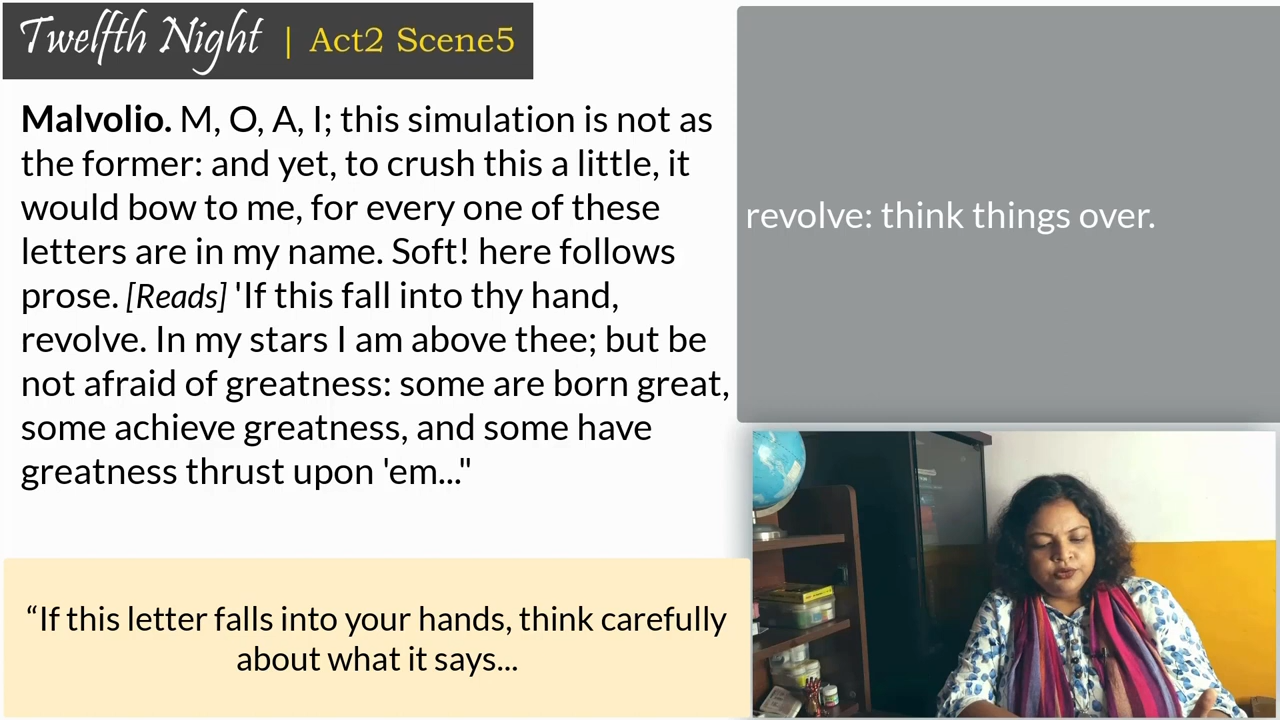 Twelfth Night | Act2 Scene5
Malvolio. M, O, A, I; this simulation is not as
the former: and yet, to crush this a little, it
would bow to me, for every one of these
letters are in my name. Soft! here follows
prose. [Reads] 'If this fall into thy hand,
revolve. In my stars I am above thee; but be
not afraid of greatness: some are born great,
some achieve greatness, and some have
greatness thrust upon 'em..."
revolve: think things over.
“If this letter falls into your hands, think carefully
about what it says...